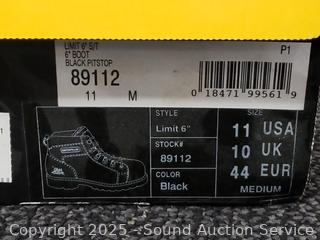 LIMIT 6" S/T
6" BOOT
BLACK PITSTOP
89112
11 M
P1
0 18471 99561 9
STYLE
Limit 6"
STOCK#
89112
COLOR
Black
SIZE
11 USA
10 UK
44 EUR
MEDIUM
Copyright 2025 - Sound Auction Service